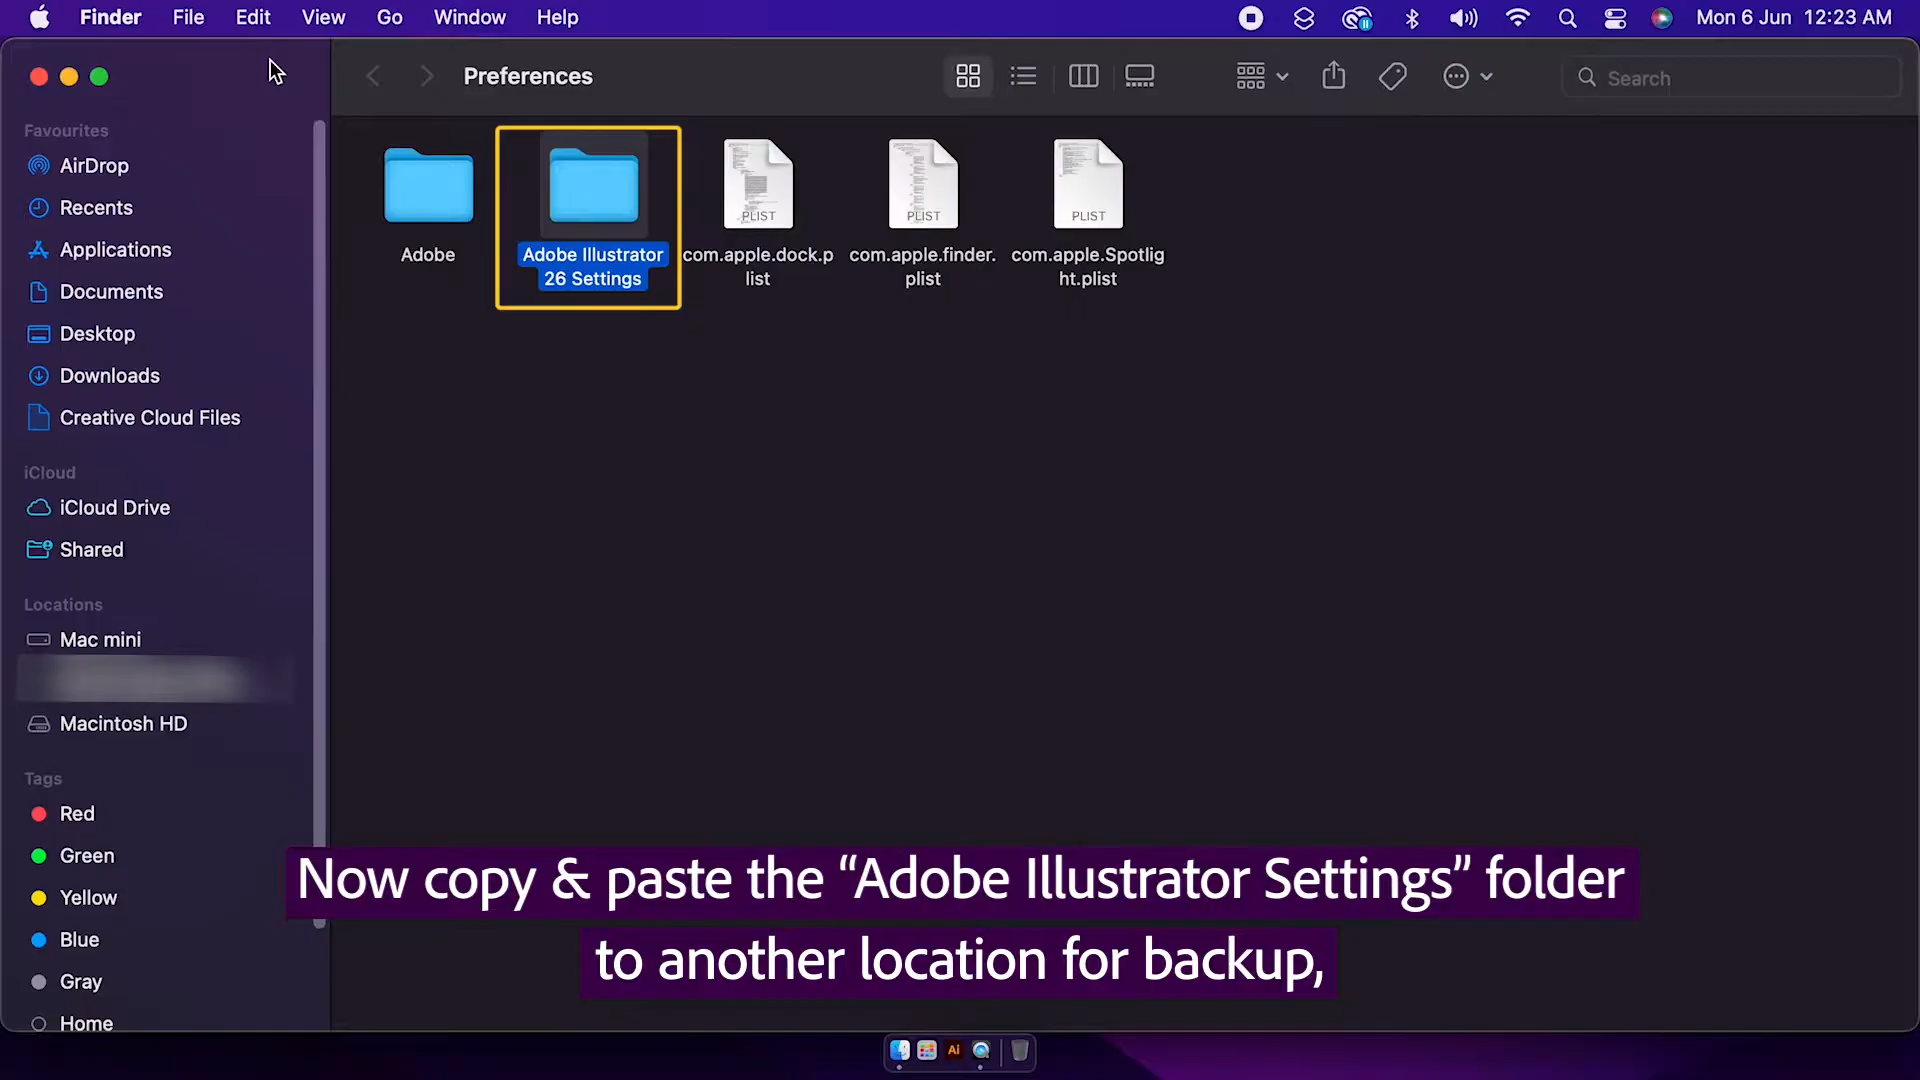 Finder File Edit View Go Window Help Mon 6 Jun 12:23 AM
Preferences
Search
Favourites
AirDrop
Recents
Applications
Documents
Desktop
Downloads
Creative Cloud Files
iCloud
iCloud Drive
Shared
Locations
Mac mini
Macintosh HD
Tags
Red
Green
Yellow
Blue
Gray
Home
Adobe
Adobe Illustrator
26 Settings
PLIST
com.apple.dock.p
list
PLIST
com.apple.finder.
plist
PLIST
com.apple.Spotlig
ht.plist
Now copy & paste the “Adobe Illustrator Settings” folder
to another location for backup,
Ai